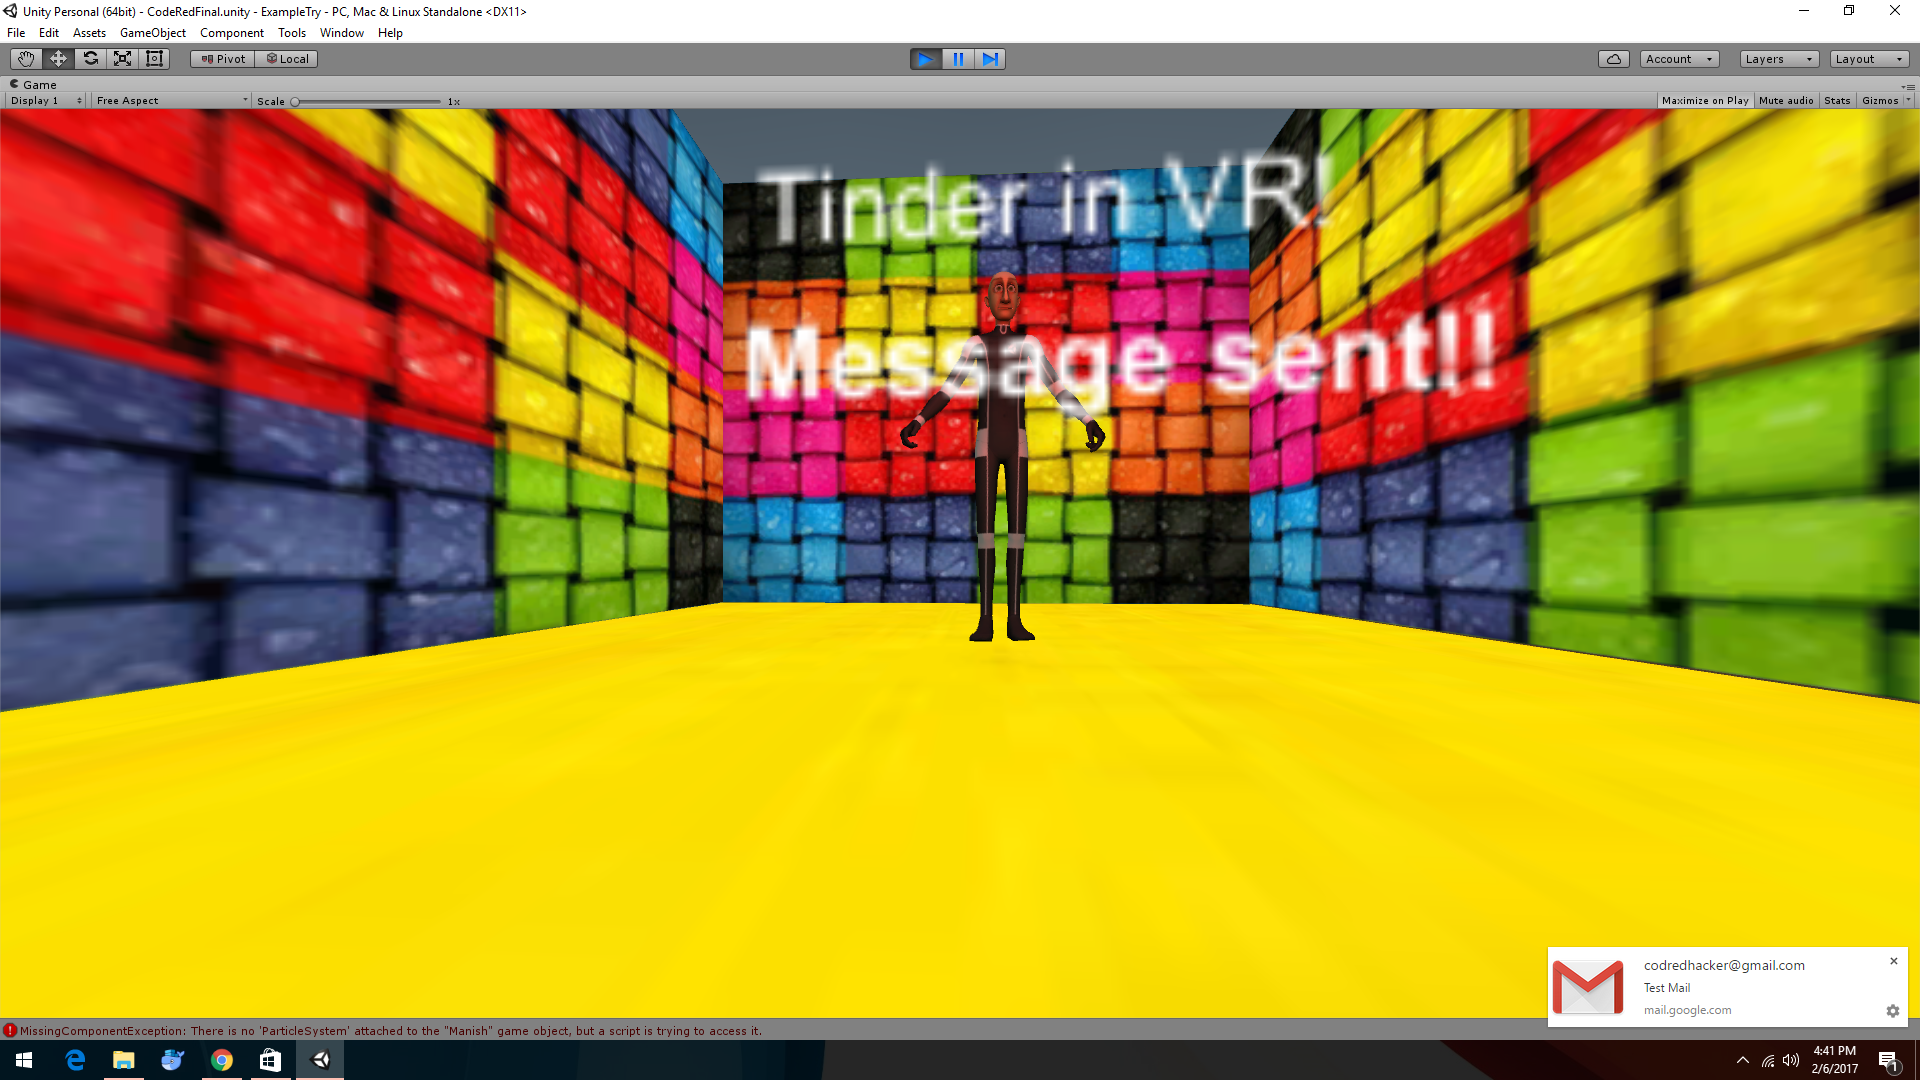 Unity Personal (64bit) - CodeRedFinal.unity - ExampleTry - PC, Mac & Linux Standalone <DX11>
File Edit Assets GameObject Component Tools Window Help
Pivot Local Account Layers Layout
Game
Display 1 Free Aspect Scale 1x Maximize on Play Mute audio Stats Gizmos
Tinder in VR!
Message sent!!
codredhacker@gmail.com
Test Mail
mail.google.com
MissingComponentException: There is no 'ParticleSystem' attached to the "Manish" game object, but a script is trying to access it.
4:41 PM
2/6/2017
1